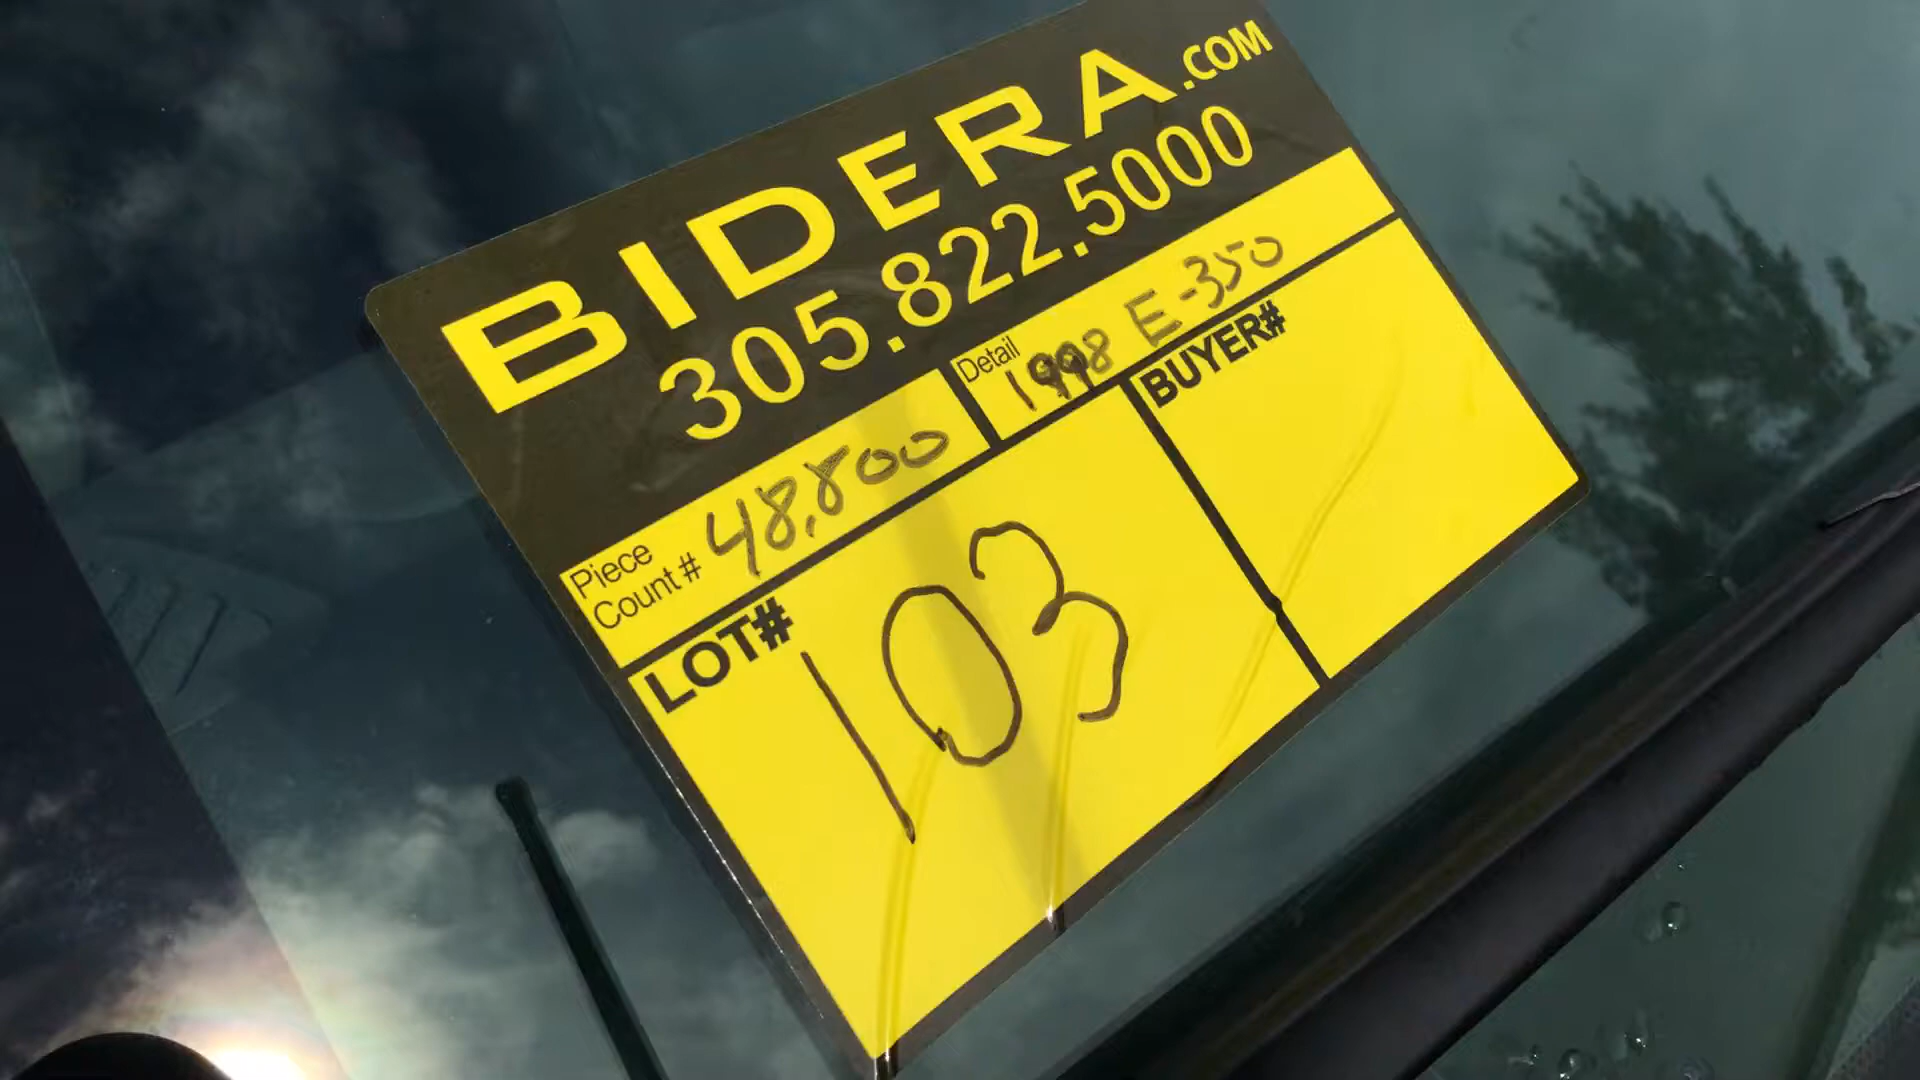 BIDERA.COM
305.822.5000
Piece Count # 48,800
Detail 1998 E-350
LOT# 103
BUYER#